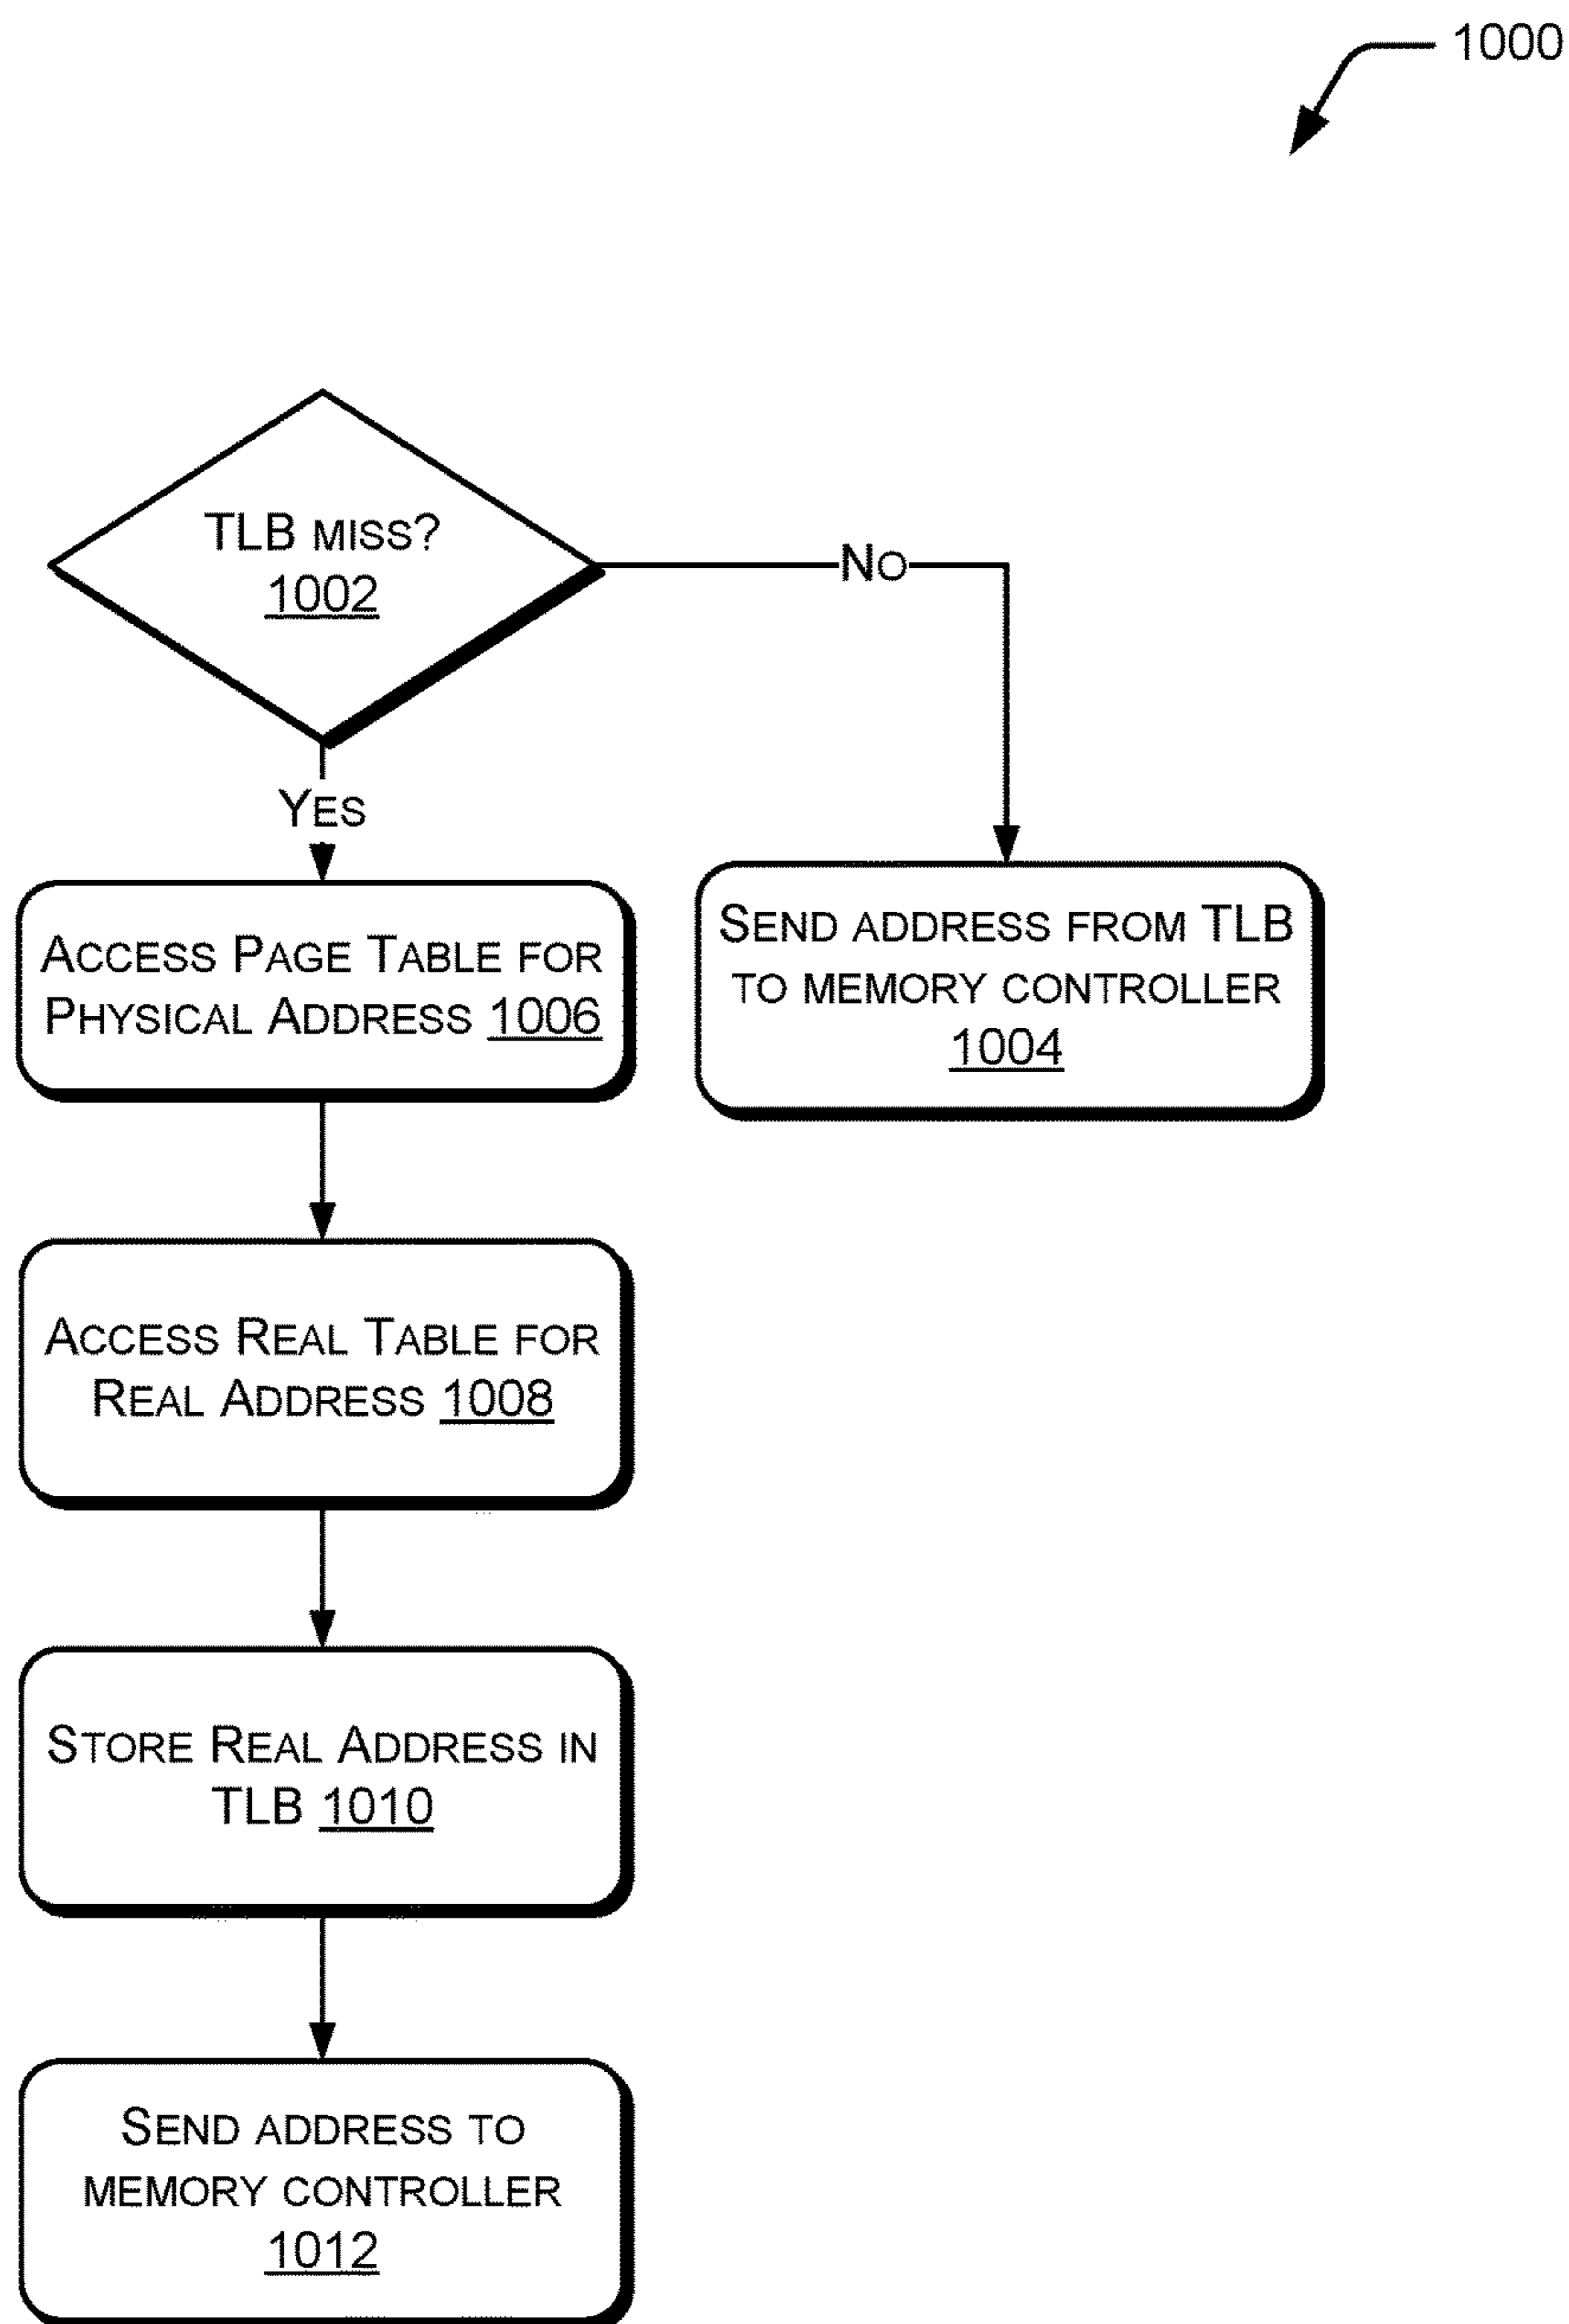 1000
TLB MISS?
1002
NO
YES
ACCESS PAGE TABLE FOR
PHYSICAL ADDRESS 1006
SEND ADDRESS FROM TLB
TO MEMORY CONTROLLER
1004
ACCESS REAL TABLE FOR
REAL ADDRESS 1008
STORE REAL ADDRESS IN
TLB 1010
SEND ADDRESS TO
MEMORY CONTROLLER
1012